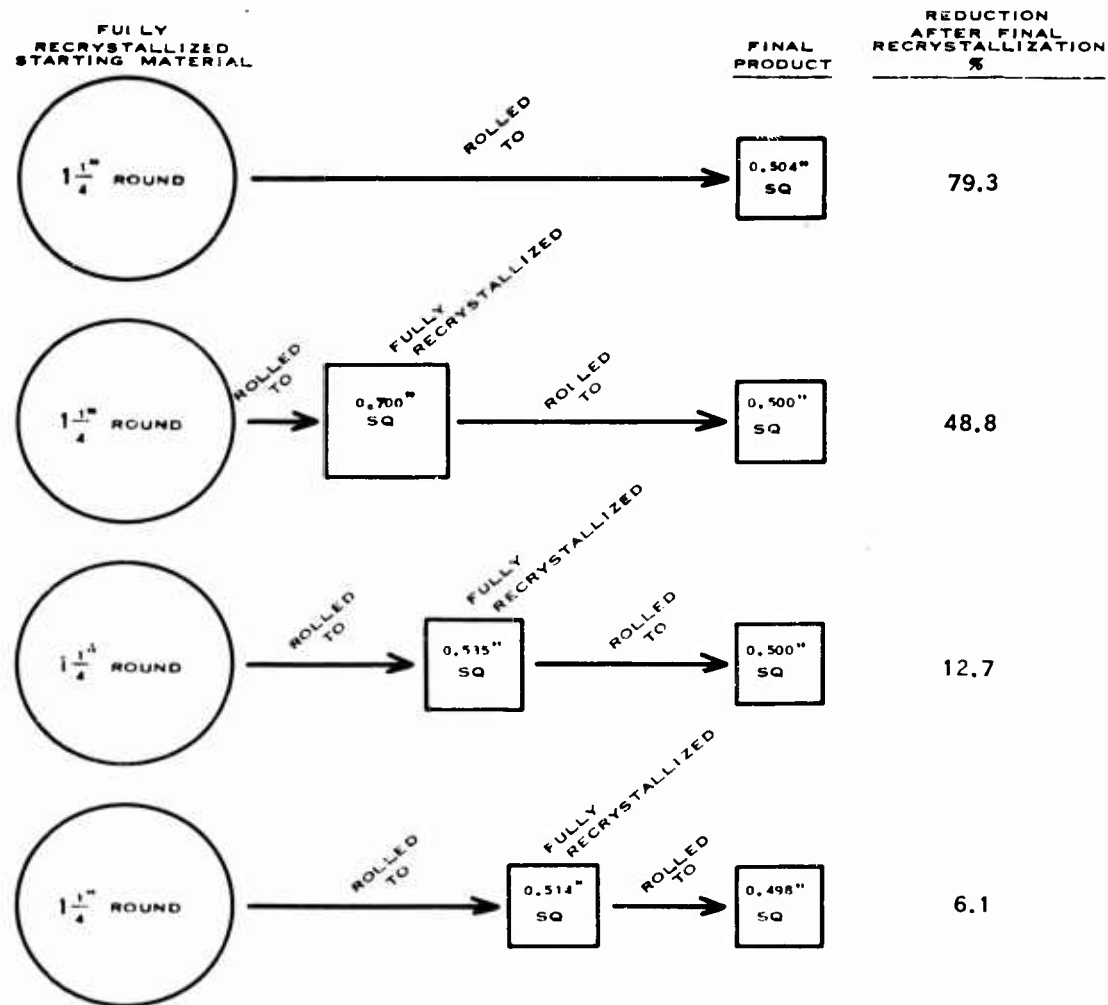 FULLY
RECRYSTALLIZED
STARTING MATERIAL
FINAL
PRODUCT
REDUCTION
AFTER FINAL
RECRYSTALLIZATION
%
1 1/4" ROUND
ROLLED
TO
0.504"
SQ
79.3
1 1/4" ROUND
ROLLED
TO
0.700"
SQ
FULLY
RECRYSTALLIZED
ROLLED
TO
0.500"
SQ
48.8
1 1/4" ROUND
ROLLED
TO
0.535"
SQ
FULLY
RECRYSTALLIZED
ROLLED
TO
0.500"
SQ
12.7
1 1/4" ROUND
ROLLED
TO
0.514"
SQ
FULLY
RECRYSTALLIZED
ROLLED
TO
0.498"
SQ
6.1